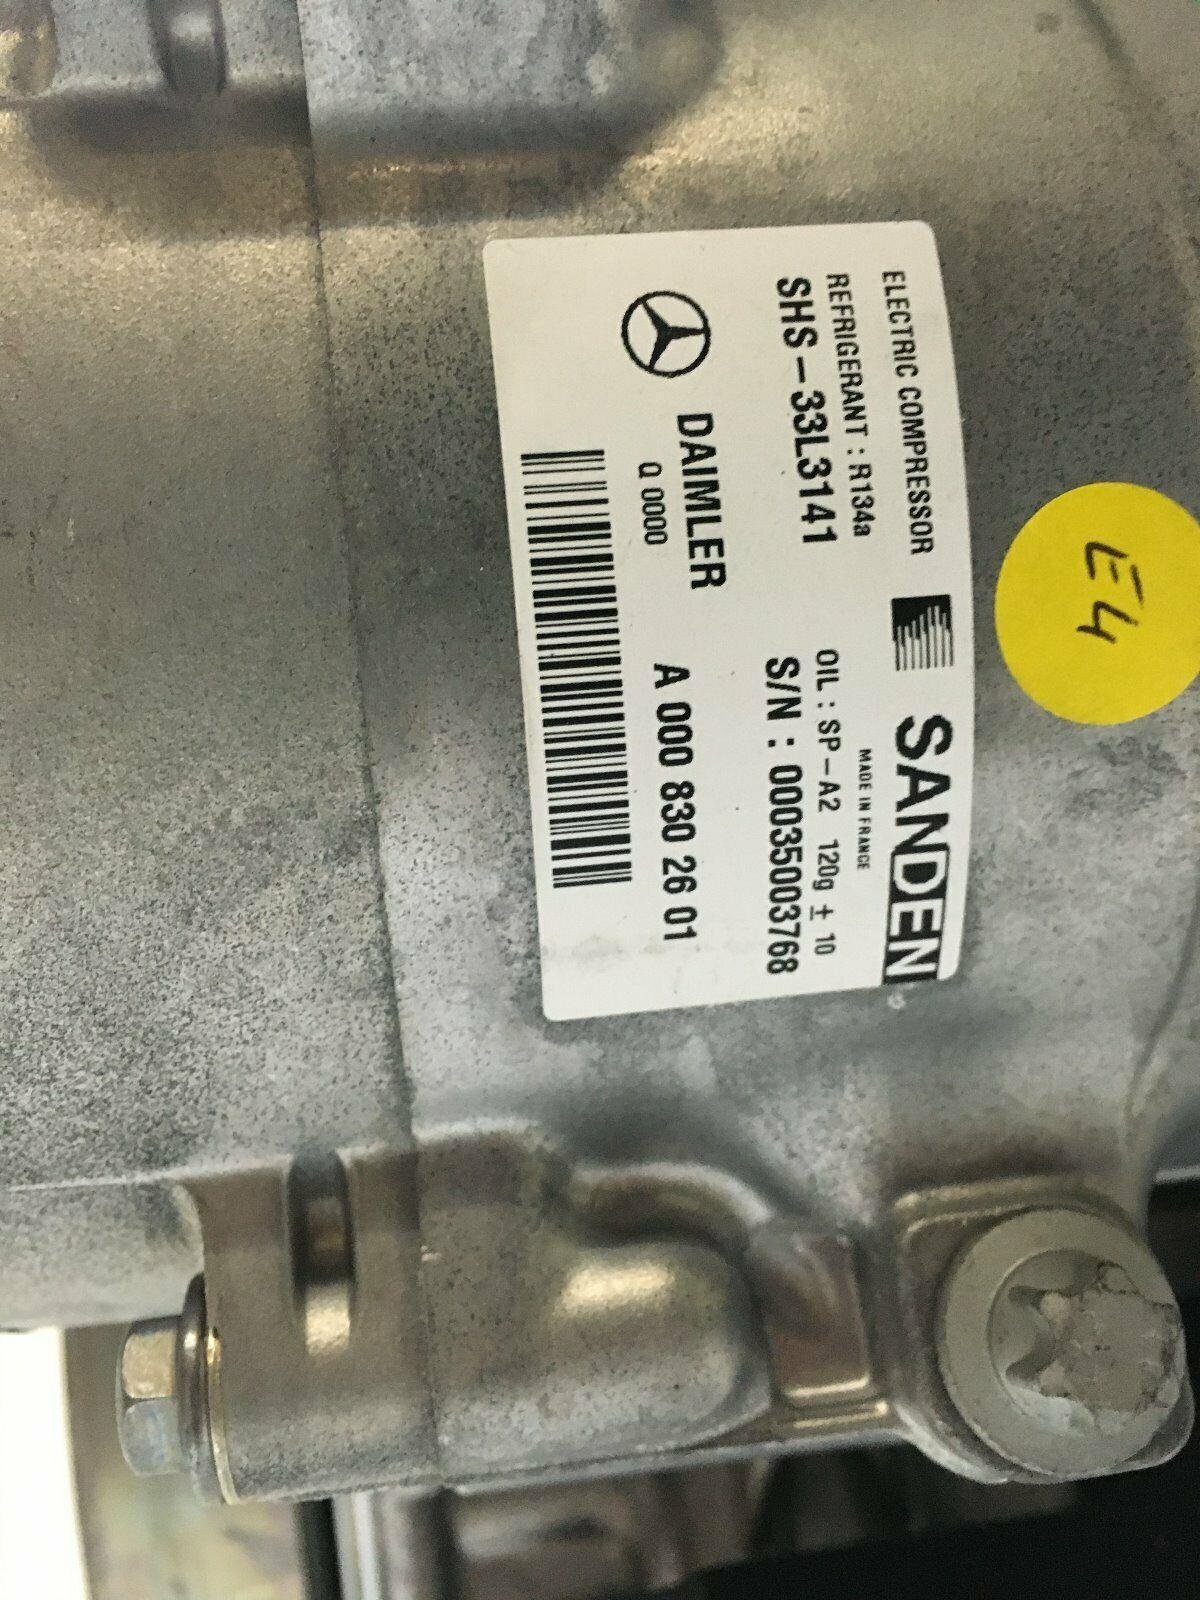 ELECTRIC COMPRESSOR
SANDEN
MADE IN FRANCE
REFRIGERANT : R134a
OIL : SP-A2 120g ± 10
SHS-33L3141
S/N : 00035003768
DAIMLER
Q 0000
A 000 830 26 01
E4